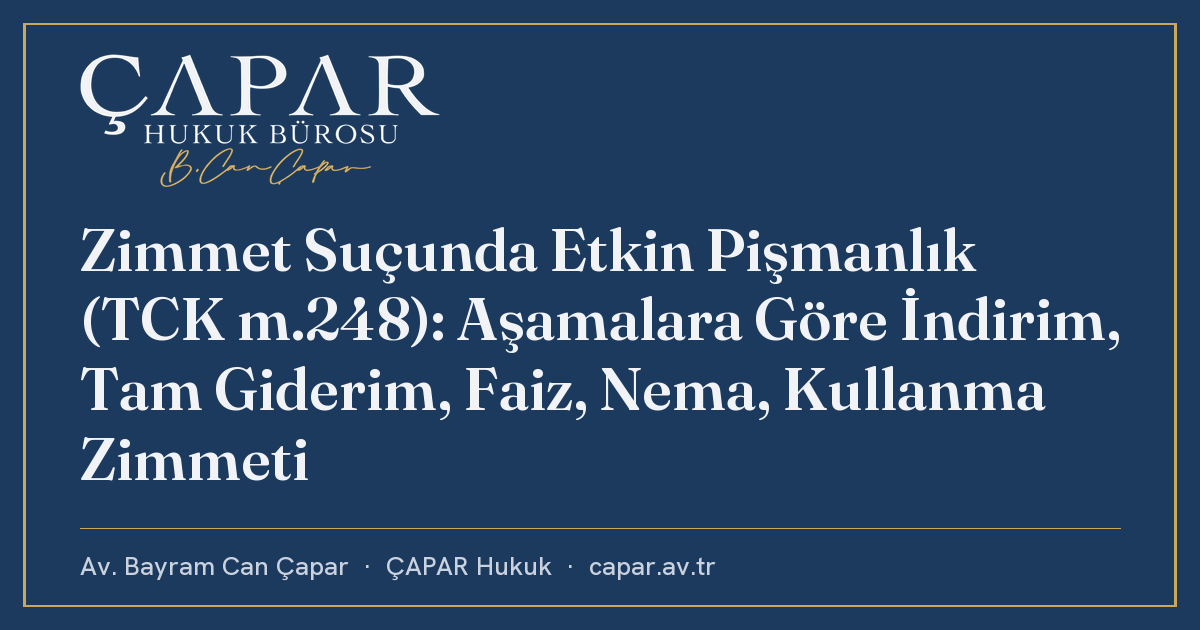 ÇAPAR
HUKUK BÜROSU
B.Can Çapar
Zimmet Suçunda Etkin Pişmanlık
(TCK m.248): Aşamalara Göre İndirim,
Tam Giderim, Faiz, Nema, Kullanma
Zimmeti
Av. Bayram Can Çapar · ÇAPAR Hukuk · capar.av.tr